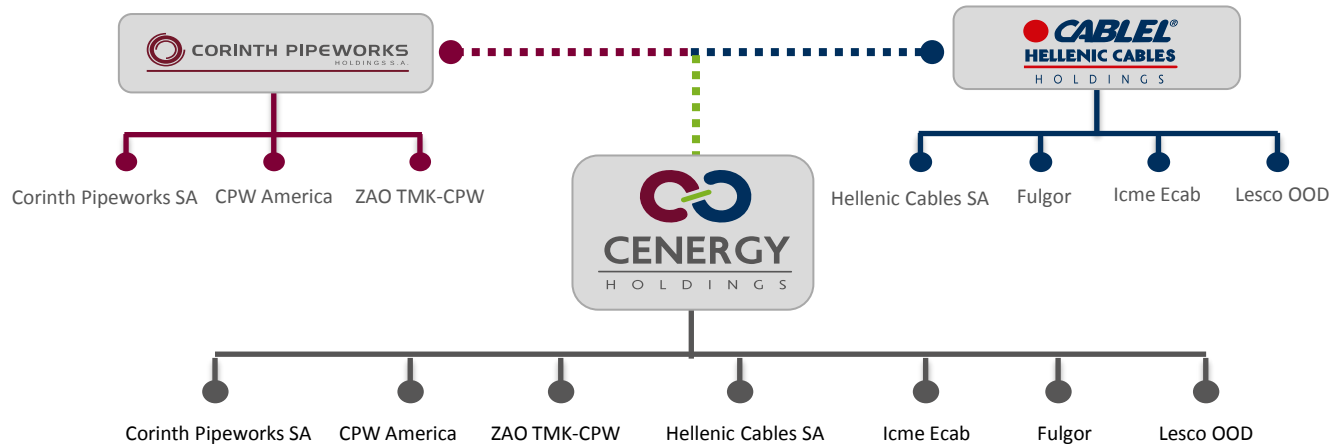 CORINTH PIPEWORKS
HOLDINGS S.A.
CABLEL®
HELLENIC CABLES
HOLDINGS
Corinth Pipeworks SA
CPW America
ZAO TMK-CPW
Hellenic Cables SA
Fulgor
Icme Ecab
Lesco OOD
CENERGY
HOLDINGS
Corinth Pipeworks SA
CPW America
ZAO TMK-CPW
Hellenic Cables SA
Icme Ecab
Fulgor
Lesco OOD